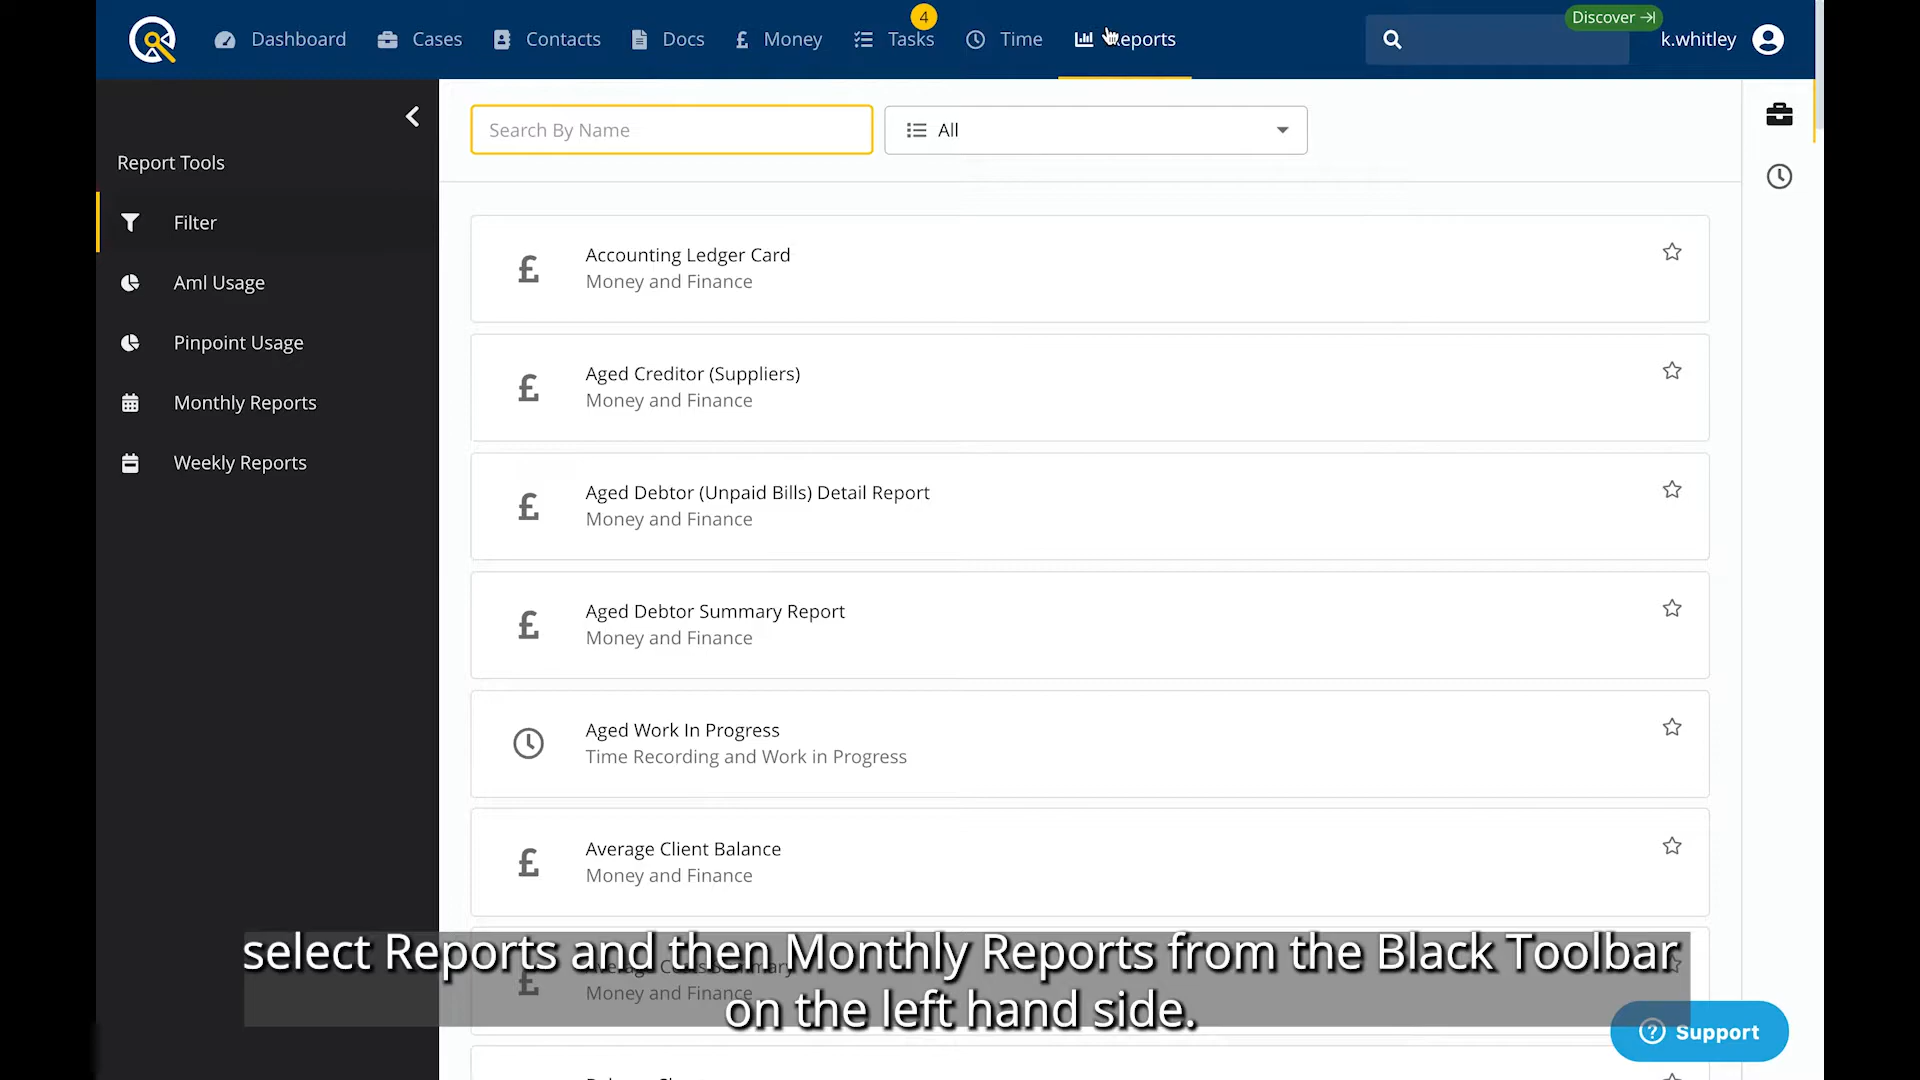 Dashboard
Cases
Contacts
Docs
£ Money
4
Tasks
Time
Reports
Discover
k.whitley
Report Tools
Filter
Aml Usage
Pinpoint Usage
Monthly Reports
Weekly Reports
Search By Name
All
£
Accounting Ledger Card
Money and Finance
£
Aged Creditor (Suppliers)
Money and Finance
£
Aged Debtor (Unpaid Bills) Detail Report
Money and Finance
£
Aged Debtor Summary Report
Money and Finance
Aged Work In Progress
Time Recording and Work in Progress
£
Average Client Balance
Money and Finance
£
Average Costs Summary
Money and Finance
select Reports and then Monthly Reports from the Black Toolbar
on the left hand side.
Support